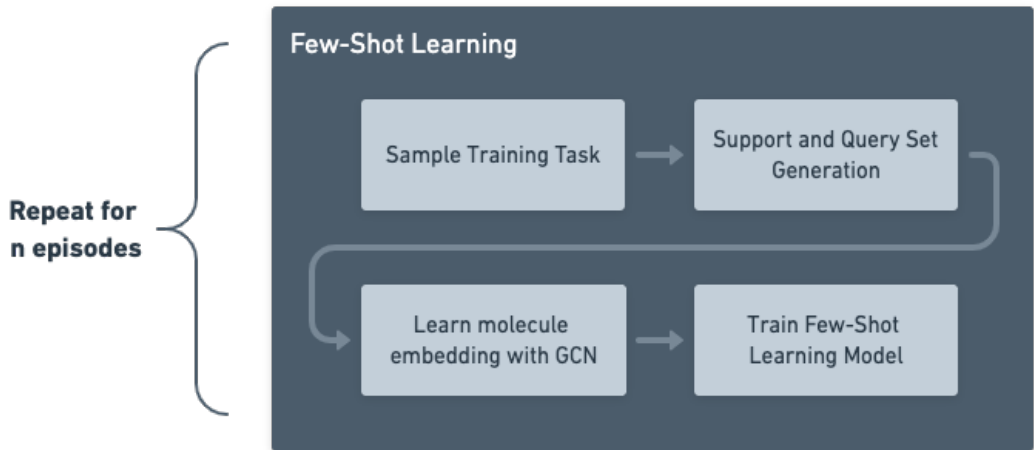 Few-Shot Learning
Sample Training Task
Support and Query Set
Generation
Repeat for
n episodes
Learn molecule
embedding with GCN
Train Few-Shot
Learning Model